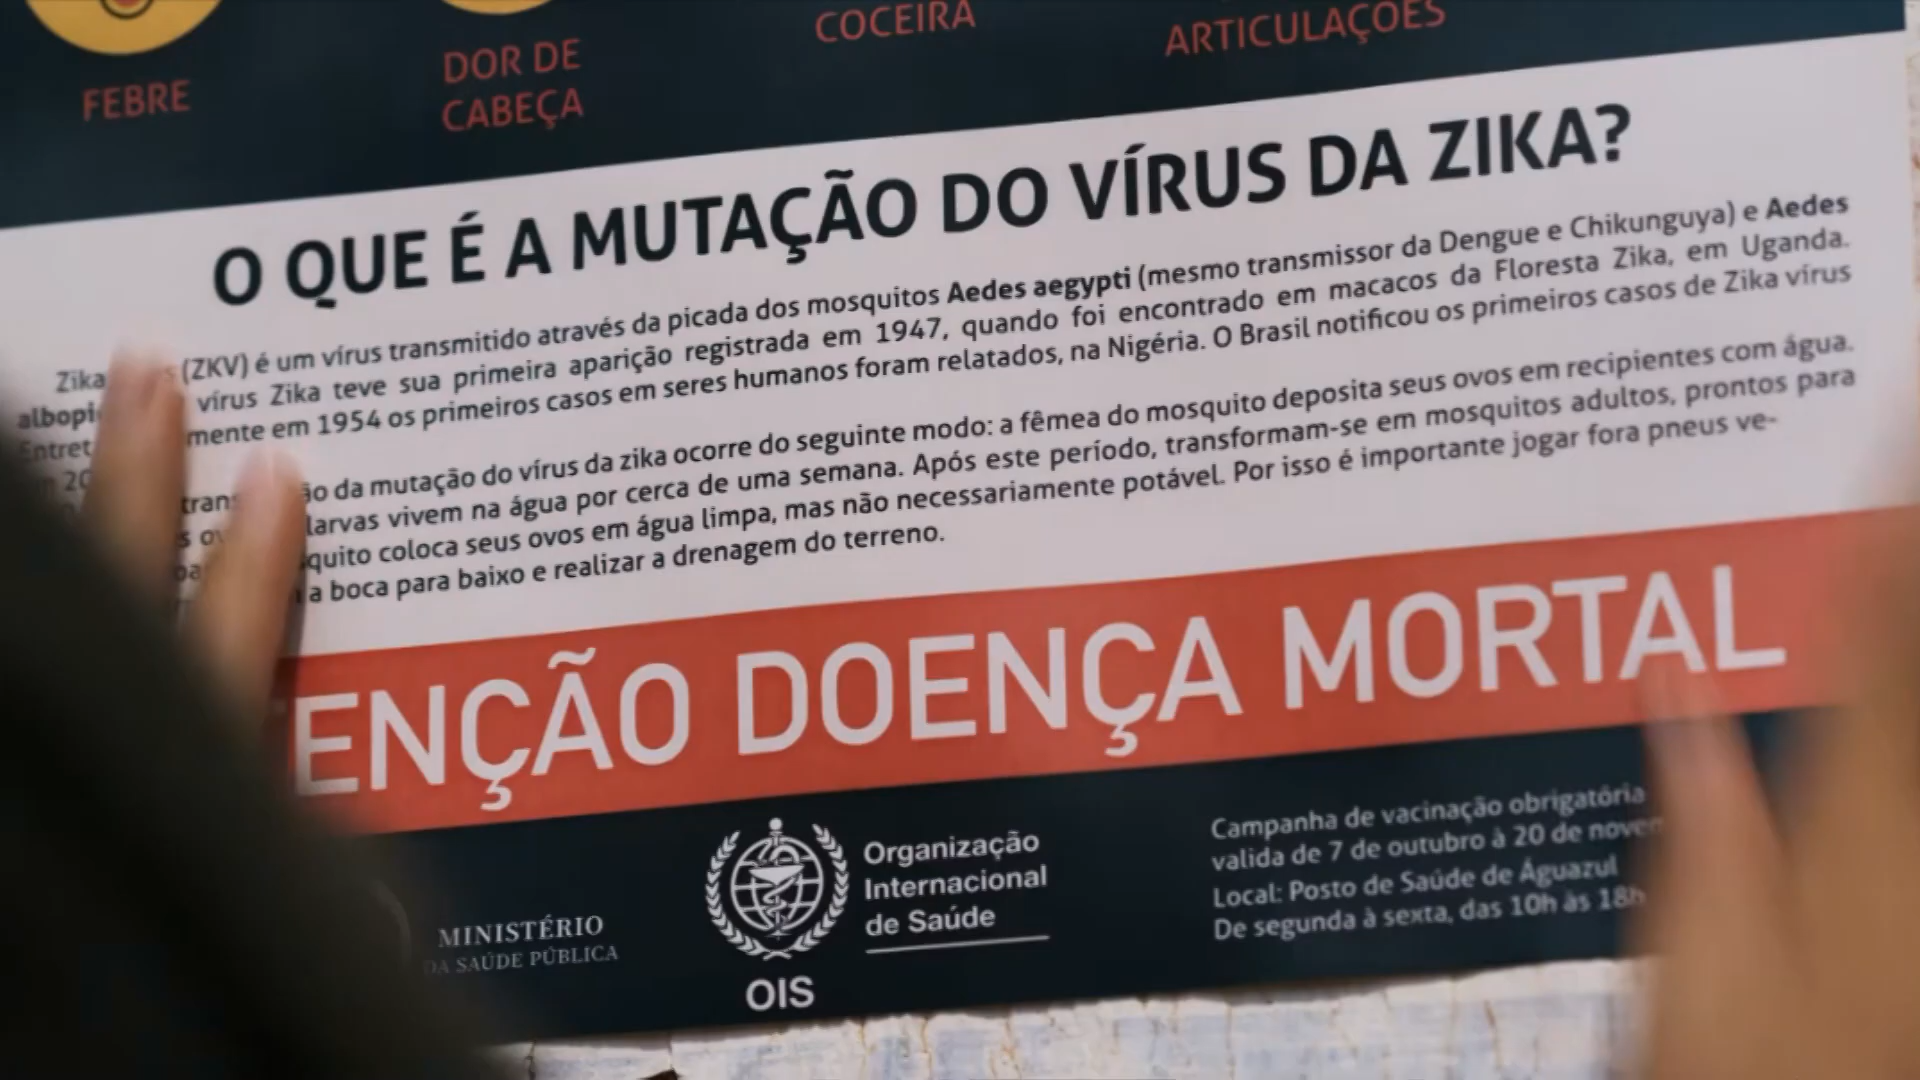 FEBRE
DOR DE
CABEÇA
COCEIRA
ARTICULAÇÕES
O QUE É A MUTAÇÃO DO VÍRUS DA ZIKA?
Zika (ZKV) é um vírus transmitido através da picada dos mosquitos Aedes aegypti (mesmo transmissor da Dengue e Chikunguya) e Aedes
albopi vírus Zika teve sua primeira aparição registrada em 1947, quando foi encontrado em macacos da Floresta Zika, em Uganda.
Entret mente em 1954 os primeiros casos em seres humanos foram relatados, na Nigéria. O Brasil notificou os primeiros casos de Zika vírus
20
trans ão da mutação do vírus da zika ocorre do seguinte modo: a fêmea do mosquito deposita seus ovos em recipientes com água.
larvas vivem na água por cerca de uma semana. Após este período, transformam-se em mosquitos adultos, prontos para
quito coloca seus ovos em água limpa, mas não necessariamente potável. Por isso é importante jogar fora pneus ve-
a boca para baixo e realizar a drenagem do terreno.
ENÇÃO DOENÇA MORTAL
MINISTÉRIO
DA SAÚDE PÚBLICA
Organização
Internacional
de Saúde
OIS
Campanha de vacinação obrigatória
valida de 7 de outubro à 20 de novem
Local: Posto de Saúde de Águazul
De segunda à sexta, das 10h às 18h